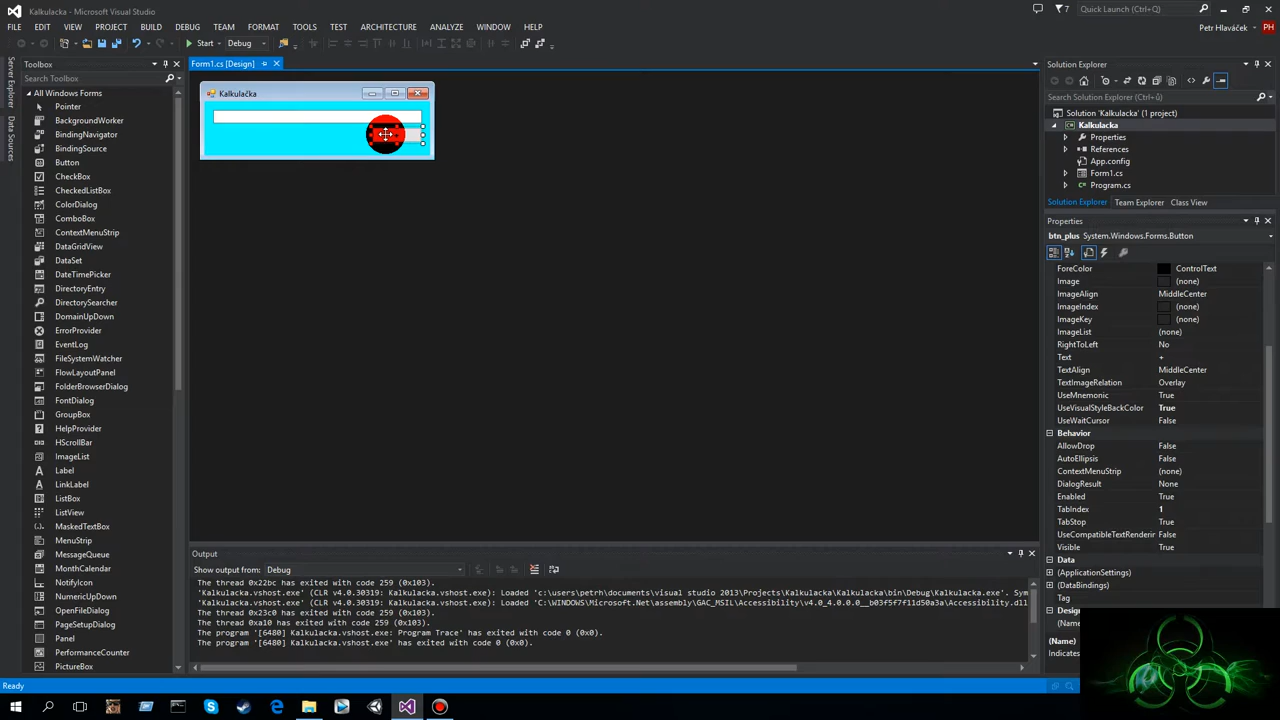 Kalkulacka - Microsoft Visual Studio
7
Quick Launch (Ctrl+Q)
FILE EDIT VIEW PROJECT BUILD DEBUG TEAM FORMAT TOOLS TEST ARCHITECTURE ANALYZE WINDOW HELP
Petr Hlaváček PH
Start Debug
Server Explorer
Data Sources
Toolbox
Search Toolbox
All Windows Forms
Pointer
BackgroundWorker
BindingNavigator
BindingSource
Button
CheckBox
CheckedListBox
ColorDialog
ComboBox
ContextMenuStrip
DataGridView
DataSet
DateTimePicker
DirectoryEntry
DirectorySearcher
DomainUpDown
ErrorProvider
EventLog
FileSystemWatcher
FlowLayoutPanel
FolderBrowserDialog
FontDialog
GroupBox
HelpProvider
HScrollBar
ImageList
Label
LinkLabel
ListBox
ListView
MaskedTextBox
MenuStrip
MessageQueue
MonthCalendar
NotifyIcon
NumericUpDown
OpenFileDialog
PageSetupDialog
Panel
PerformanceCounter
PictureBox
Form1.cs [Design]
Kalkulačka
Output
Show output from: Debug
The thread 0x22bc has exited with code 259 (0x103).
'Kalkulacka.vshost.exe' (CLR v4.0.30319: Kalkulacka.vshost.exe): Loaded 'c:\users\petrh\documents\visual studio 2013\Projects\Kalkulacka\Kalkulacka\bin\Debug\Kalkulacka.exe'. Sym
'Kalkulacka.vshost.exe' (CLR v4.0.30319: Kalkulacka.vshost.exe): Loaded 'C:\WINDOWS\Microsoft.Net\assembly\GAC_MSIL\Accessibility\v4.0_4.0.0.0__b03f5f7f11d50a3a\Accessibility.dll
The thread 0x23c0 has exited with code 259 (0x103).
The thread 0xa10 has exited with code 259 (0x103).
The program '[6480] Kalkulacka.vshost.exe: Program Trace' has exited with code 0 (0x0).
The program '[6480] Kalkulacka.vshost.exe' has exited with code 0 (0x0).
Solution Explorer
Search Solution Explorer (Ctrl+ů)
Solution 'Kalkulacka' (1 project)
Kalkulacka
Properties
References
App.config
Form1.cs
Program.cs
Solution Explorer Team Explorer Class View
Properties
btn_plus System.Windows.Forms.Button
ForeColor ControlText
Image (none)
ImageAlign MiddleCenter
ImageIndex (none)
ImageKey (none)
ImageList (none)
RightToLeft No
Text +
TextAlign MiddleCenter
TextImageRelation Overlay
UseMnemonic True
UseVisualStyleBackColor True
UseWaitCursor False
Behavior
AllowDrop False
AutoEllipsis False
ContextMenuStrip (none)
DialogResult None
Enabled True
TabIndex 1
TabStop True
UseCompatibleTextRenderin False
Visible True
Data
(ApplicationSettings)
(DataBindings)
Tag
Design
(Name)
(Name)
Indicates
Ready